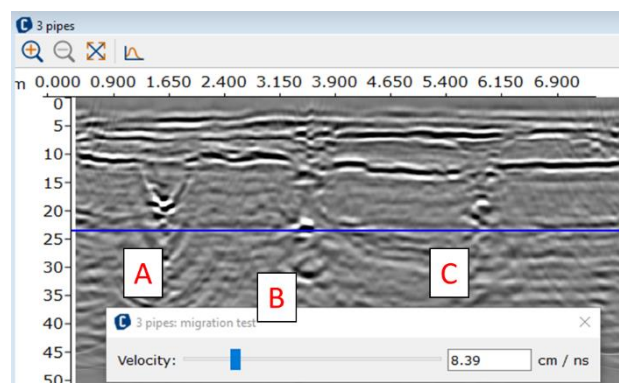 3 pipes
m 0.000 0.900 1.650 2.400 3.150 3.900 4.650 5.400 6.150 6.900
0
5
10
15
20
25
30
35
40
45
50
A
B
C
3 pipes: migration test
Velocity: 8.39 cm / ns